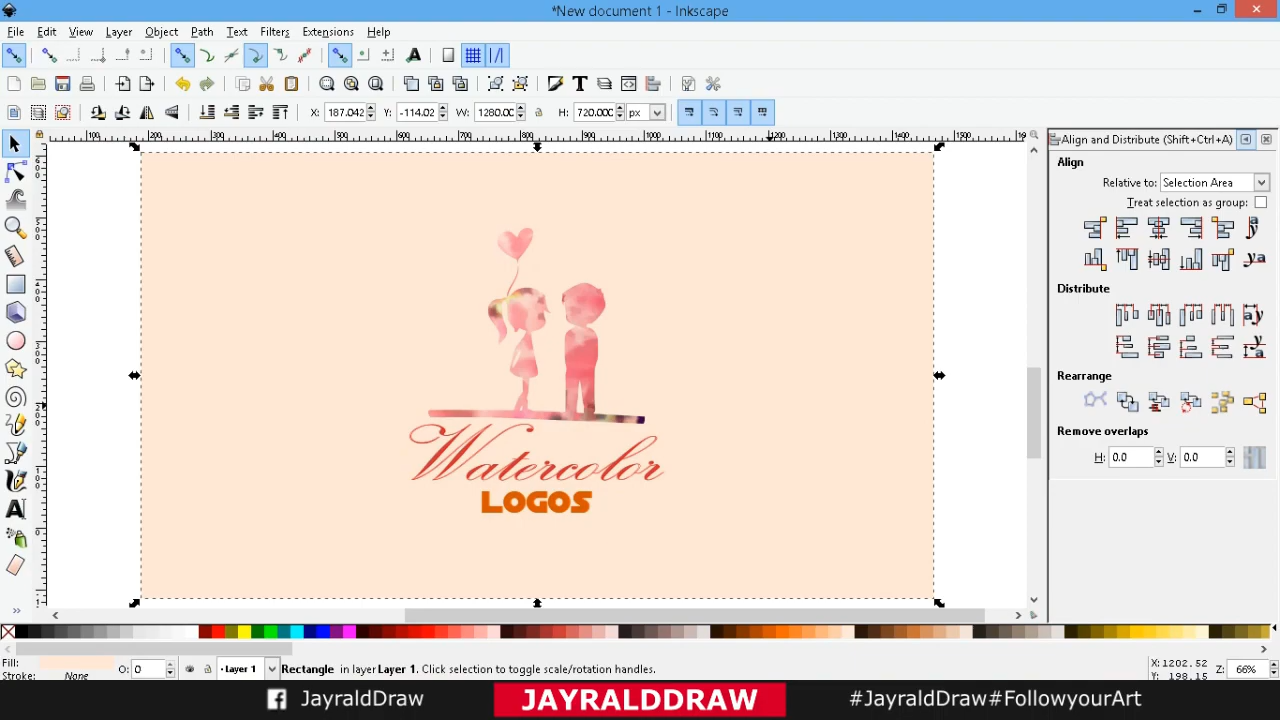 *New document 1 - Inkscape
File Edit View Layer Object Path Text Filters Extensions Help
X: 187.042 Y: -114.02 W: 1280.0 H: 720.000 px
Align and Distribute (Shift+Ctrl+A)
Align
Relative to: Selection Area
Treat selection as group:
Distribute
Rearrange
Remove overlaps
H: 0.0 V: 0.0
Watercolor
LOGOS
Fill:
Stroke: None
O: 0
Layer 1
Rectangle in layer Layer 1. Click selection to toggle scale/rotation handles.
X: 1202.52
Y: 198.15
Z: 66%
JayraldDraw
JAYRALDDRAW
#JayraldDraw#FollowyourArt